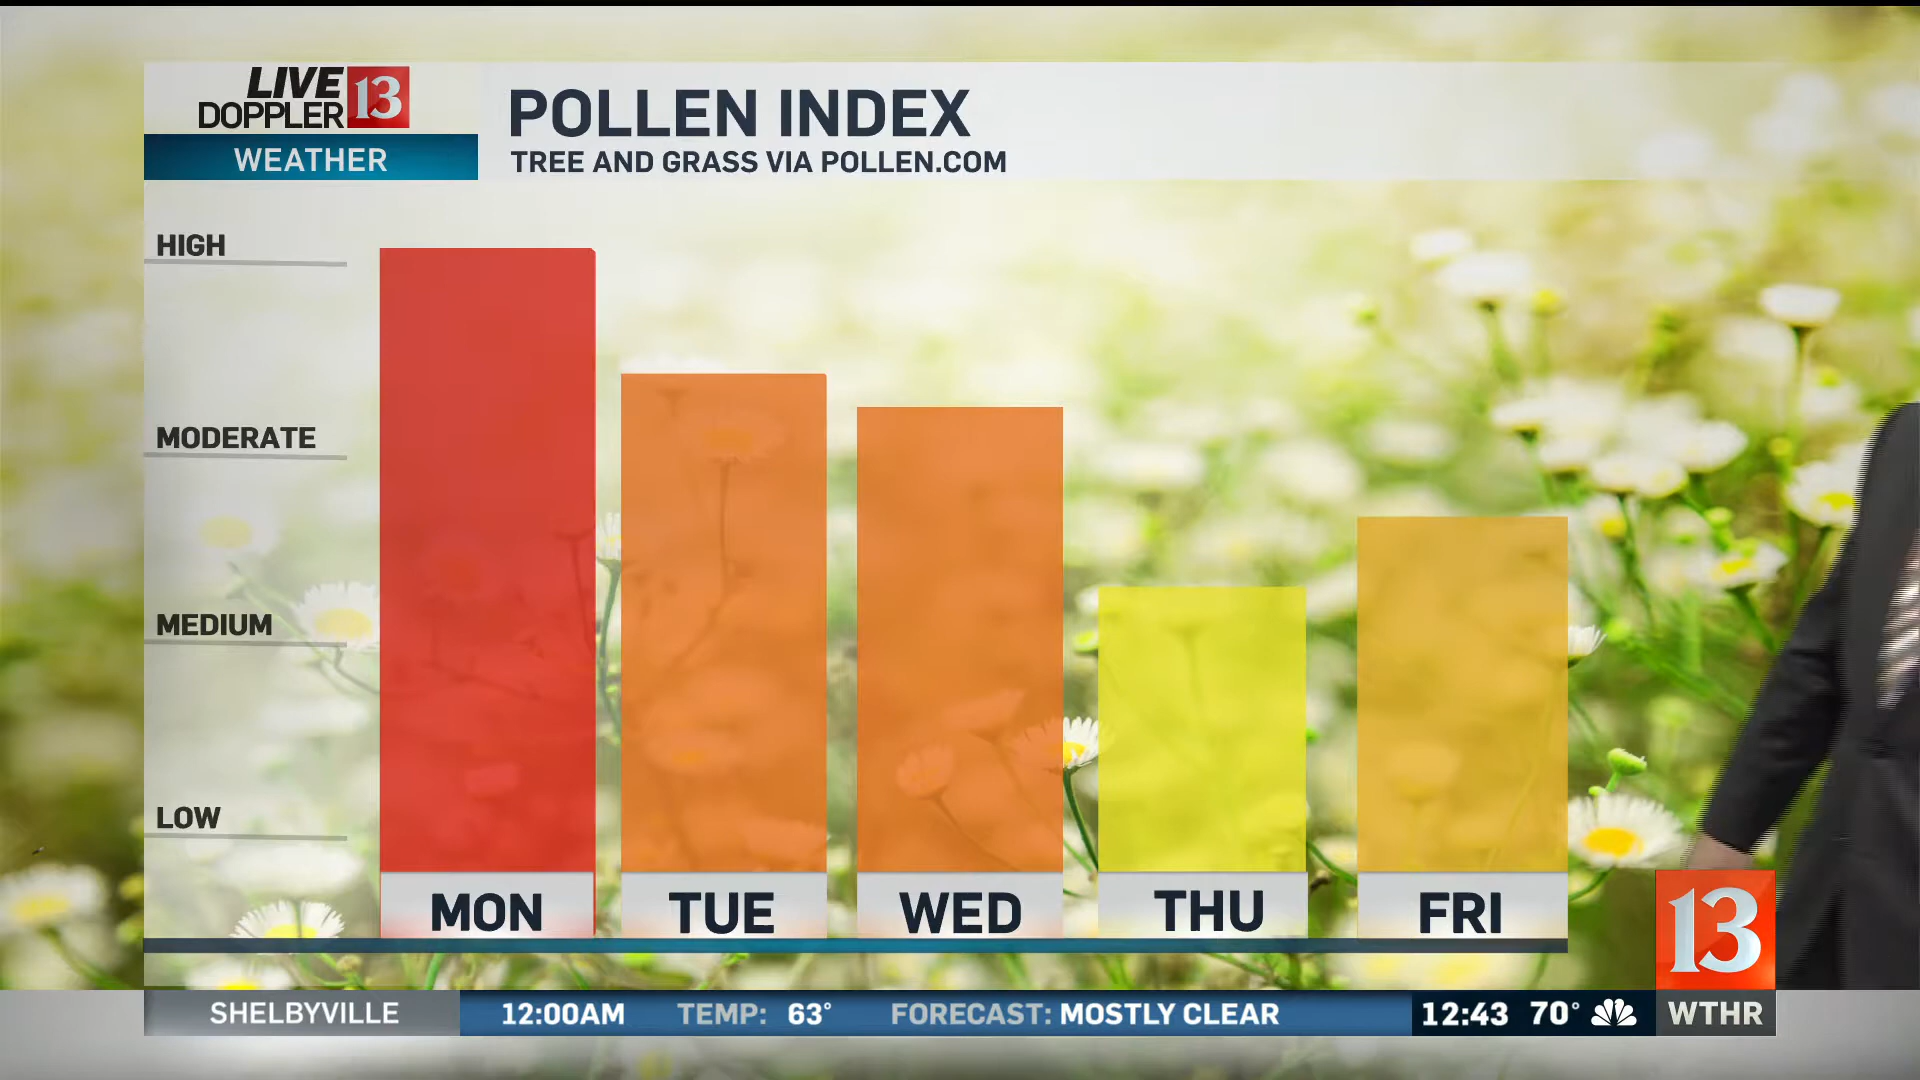 LIVE
DOPPLER 13
WEATHER
POLLEN INDEX
TREE AND GRASS VIA POLLEN.COM
HIGH
MODERATE
MEDIUM
LOW
MON TUE WED THU FRI
13
SHELBYVILLE 12:00AM TEMP: 63° FORECAST: MOSTLY CLEAR 12:43 70° WTHR